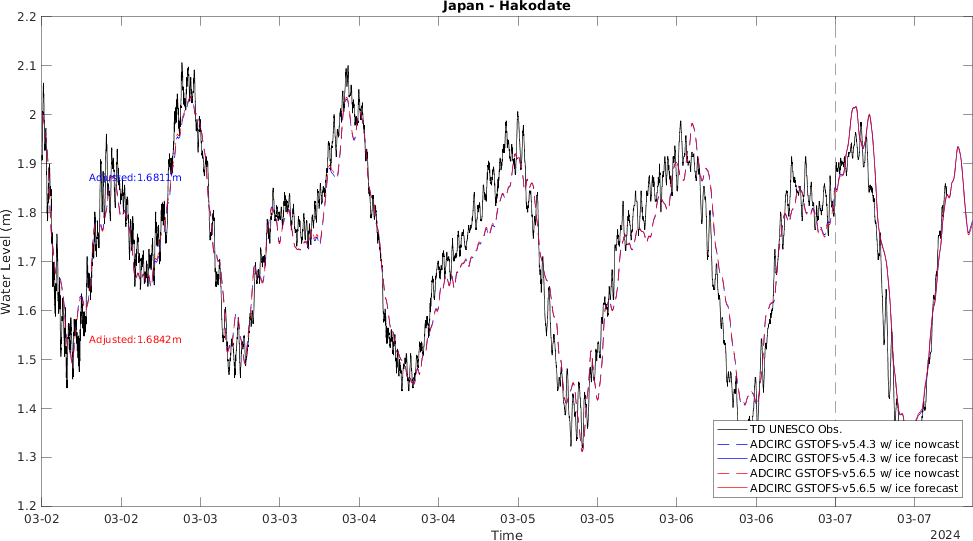 Japan - Hakodate
2.2
2.1
2
1.9
1.8
1.7
1.6
1.5
1.4
1.3
1.2
Water Level (m)
Adjusted:1.6811m
Adjusted:1.6842m
TD UNESCO Obs.
ADCIRC GSTOFS-v5.4.3 w/ ice nowcast
ADCIRC GSTOFS-v5.4.3 w/ ice forecast
ADCIRC GSTOFS-v5.6.5 w/ ice nowcast
ADCIRC GSTOFS-v5.6.5 w/ ice forecast
03-02 03-02 03-03 03-03 03-04 03-04 03-05 03-05 03-06 03-06 03-07 03-07
Time
2024